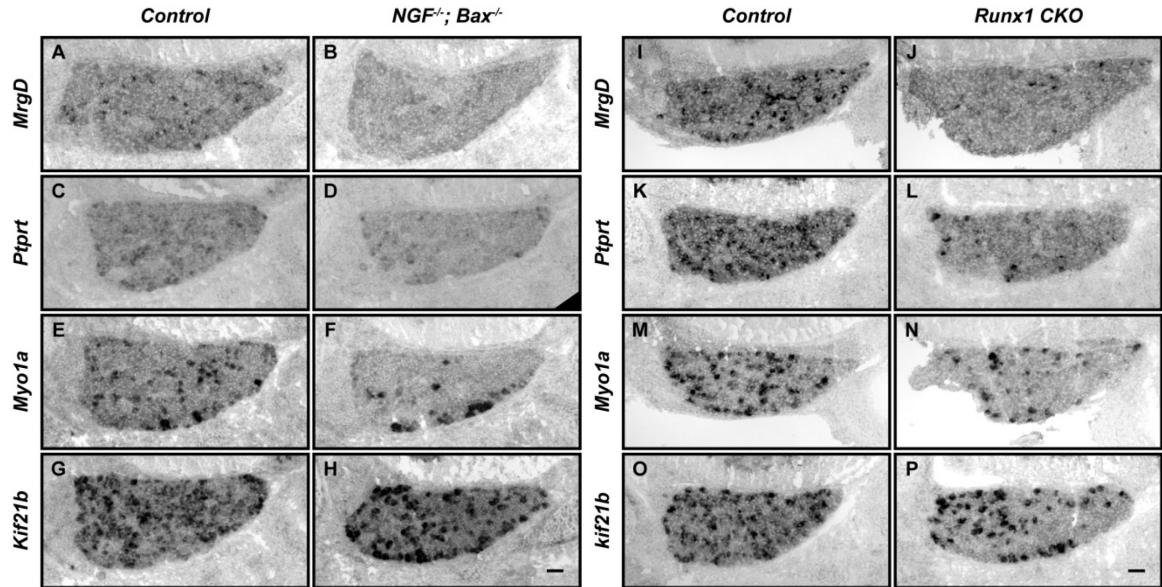 Control NGF-/-; Bax-/- Control Runx1 CKO
MrgD A B MrgD I J
Ptprt C D Ptprt K L
Myo1a E F Myo1a M N
Kif21b G H kif21b O P